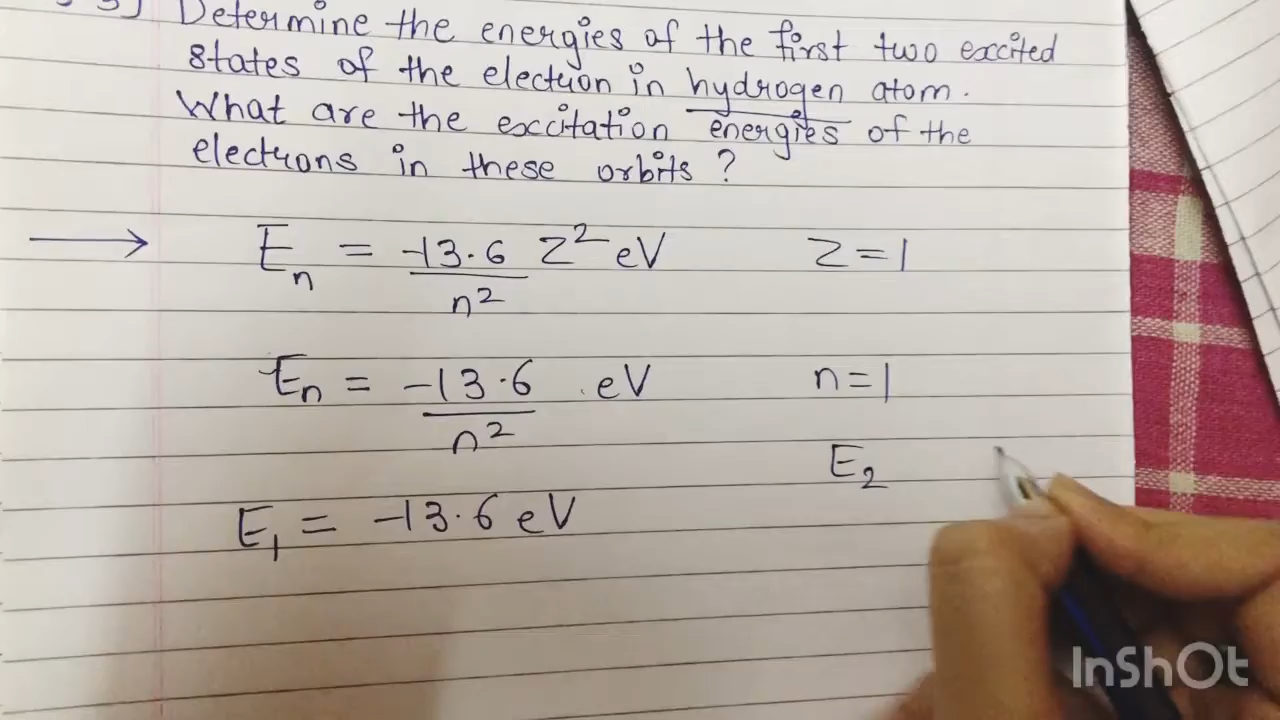 3) Determine the energies of the first two excited
states of the electron in hydrogen atom.
What are the excitation energies of the
electrons in these orbits ?
→ Eₙ = -13.6 Z² eV Z = 1
n²
Eₙ = -13.6 eV n = 1
n²
E₂
E₁ = -13.6 eV
InShOt